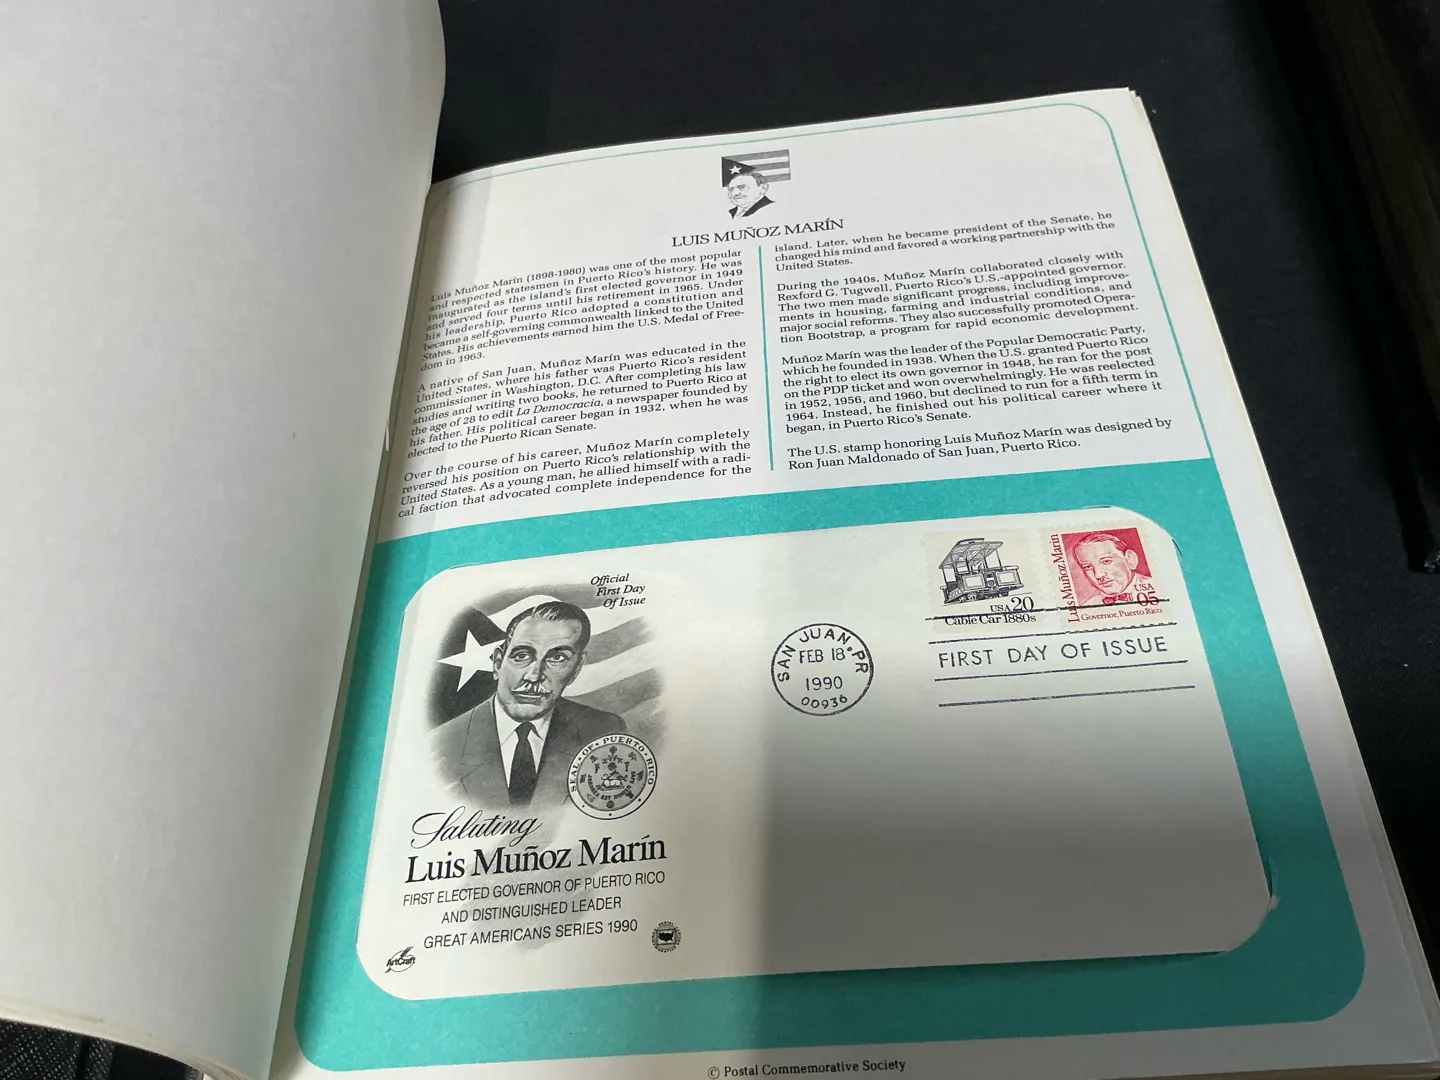 LUIS MUÑOZ MARÍN
Luis Muñoz Marín (1898-1980) was one of the most popular
and respected statesmen in Puerto Rico's history. He was
inaugurated as the island's first elected governor in 1949
and served four terms until his retirement in 1965. Under
his leadership, Puerto Rico adopted a constitution and
became a self-governing commonwealth linked to the United
States. His achievements earned him the U.S. Medal of Free-
dom in 1963.
A native of San Juan, Muñoz Marín was educated in the
United States, where his father was Puerto Rico's resident
commissioner in Washington, D.C. After completing his law
studies and writing two books, he returned to Puerto Rico at
the age of 28 to edit La Democracia, a newspaper founded by
his father. His political career began in 1932, when he was
elected to the Puerto Rican Senate.
Over the course of his career, Muñoz Marín completely
reversed his position on Puerto Rico's relationship with the
United States. As a young man, he allied himself with a radi-
cal faction that advocated complete independence for the
island. Later, when he became president of the Senate, he
changed his mind and favored a working partnership with the
United States.
During the 1940s, Muñoz Marín collaborated closely with
Rexford G. Tugwell, Puerto Rico's U.S.-appointed governor.
The two men made significant progress, including improve-
ments in housing, farming and industrial conditions, and
major social reforms. They also successfully promoted Opera-
tion Bootstrap, a program for rapid economic development.
Muñoz Marín was the leader of the Popular Democratic Party,
which he founded in 1938. When the U.S. granted Puerto Rico
the right to elect its own governor in 1948, he ran for the post
on the PDP ticket and won overwhelmingly. He was reelected
in 1952, 1956, and 1960, but declined to run for a fifth term in
1964. Instead, he finished out his political career where it
began, in Puerto Rico's Senate.
The U.S. stamp honoring Luis Muñoz Marín was designed by
Ron Juan Maldonado of San Juan, Puerto Rico.
Official
First Day
Of Issue
SEAL · OF · PUERTO · RICO
Saluting
Luis Muñoz Marín
FIRST ELECTED GOVERNOR OF PUERTO RICO
AND DISTINGUISHED LEADER
GREAT AMERICANS SERIES 1990
ArtCraft
SAN JUAN, PR
FEB 18
1990
00936
USA 20
Cable Car 1880s
Luis Muñoz Marín
USA
05
Governor, Puerto Rico
FIRST DAY OF ISSUE
© Postal Commemorative Society